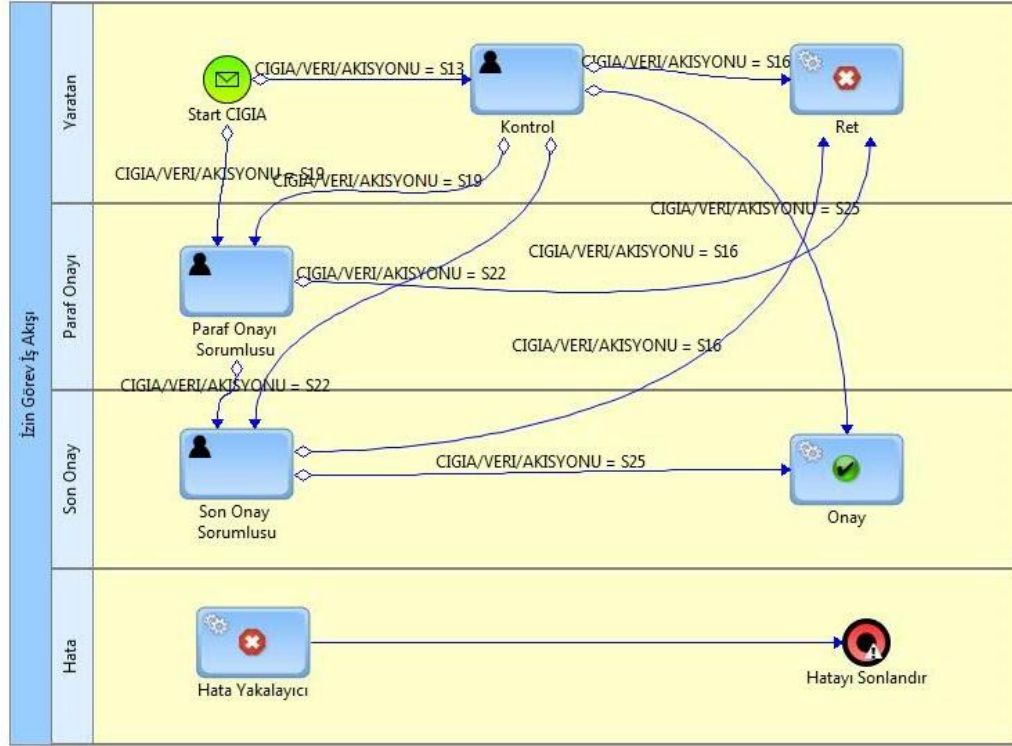 İzin Görev İş Akışı
Yaratan
Start CIGIA
CIGIA/VERI/AKISYONU = S13
Kontrol
CIGIA/VERI/AKISYONU = S16
Ret
CIGIA/VERI/AKISYONU = S19
CIGIA/VERI/AKISYONU = S19
CIGIA/VERI/AKISYONU = S25
Paraf Onayı
CIGIA/VERI/AKISYONU = S16
CIGIA/VERI/AKISYONU = S22
Paraf Onayı
Sorumlusu
CIGIA/VERI/AKISYONU = S16
CIGIA/VERI/AKISYONU = S22
Son Onay
CIGIA/VERI/AKISYONU = S25
Son Onay
Sorumlusu
Onay
Hata
Hata Yakalayıcı
Hatayı Sonlandır